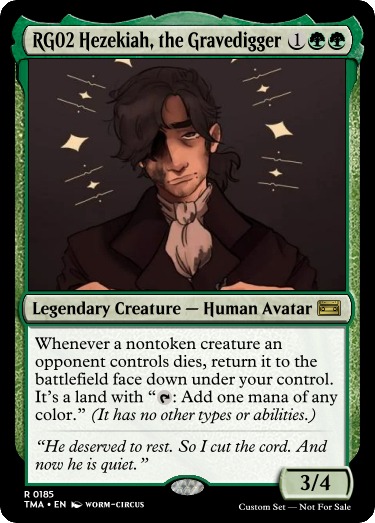 RG02 Hezekiah, the Gravedigger 1
Legendary Creature — Human Avatar
Whenever a nontoken creature an
opponent controls dies, return it to the
battlefield face down under your control.
It's a land with “: Add one mana of any
color.” (It has no other types or abilities.)
“He deserved to rest. So I cut the cord. And
now he is quiet.”
3/4
R 0185
TMA • EN WORM-CIRCUS
Custom Set — Not For Sale